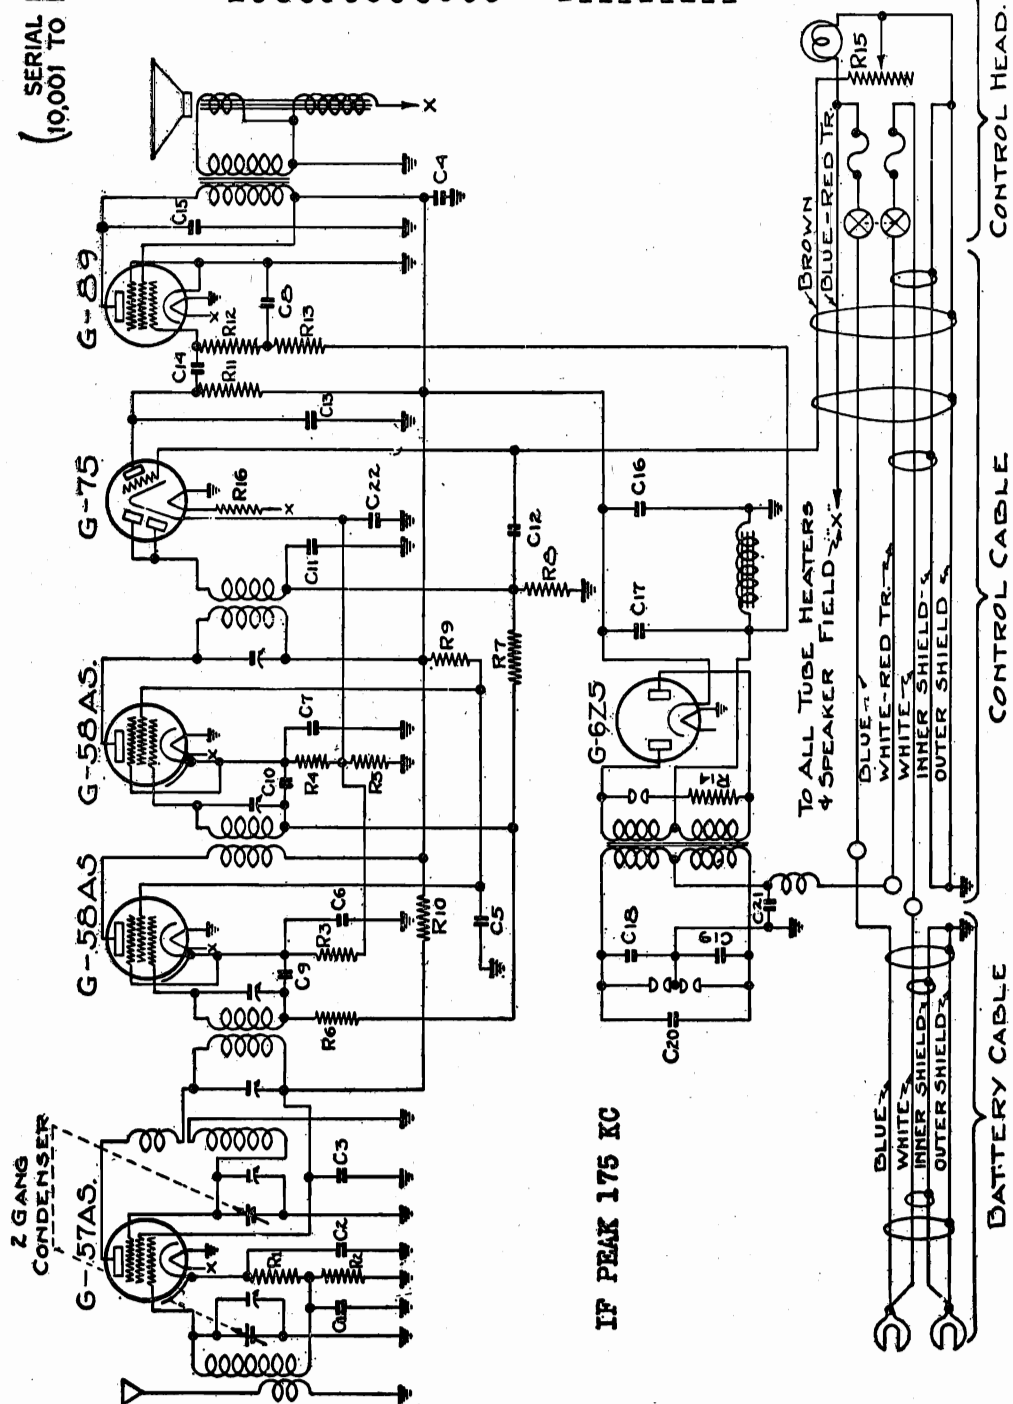 SERIAL
(10,001 TO
2 GANG
CONDENSER
G-57AS.
G-58AS
G-58AS.
G-75
G-89
R1
R2
C2
C3
R6
C9
R3
C6
R10
C5
C10
R4
R5
C7
R9
R7
C11
R8
C12
C22
R16
X
X
X
X
X
X
C13
R11
C14
R12
R13
C8
C15
C4
IF PEAK 175 KC
G-6Z5
C16
C17
R14
C18
C19
C20
C21
TO ALL TUBE HEATERS
& SPEAKER FIELD "X"
BROWN
BLUE-RED TR.
R15
BLUE
WHITE-RED TR.
WHITE
INNER SHIELD
OUTER SHIELD
BLUE
WHITE
INNER SHIELD
OUTER SHIELD
BATTERY CABLE
CONTROL CABLE
CONTROL HEAD.